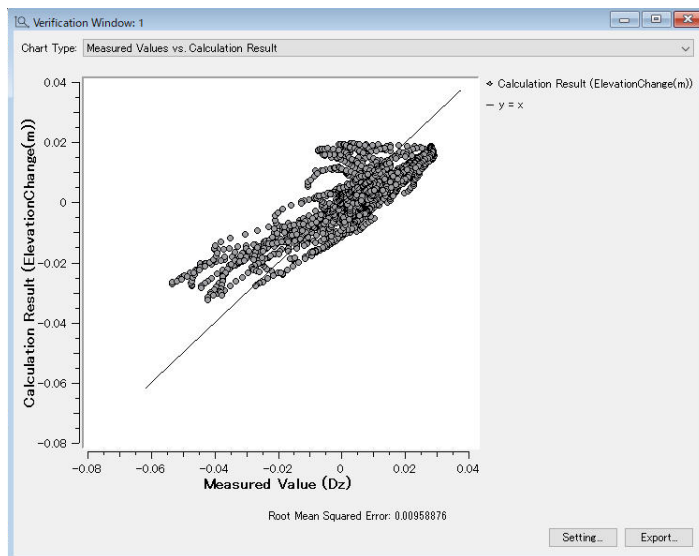 Verification Window: 1
Chart Type: Measured Values vs. Calculation Result
Calculation Result (ElevationChange(m))
y = x
0.04
0.02
0
-0.02
-0.04
-0.06
-0.08
Calculation Result (ElevationChange(m))
-0.08 -0.06 -0.04 -0.02 0 0.02 0.04
Measured Value (Dz)
Root Mean Squared Error: 0.00958876
Setting... Export...